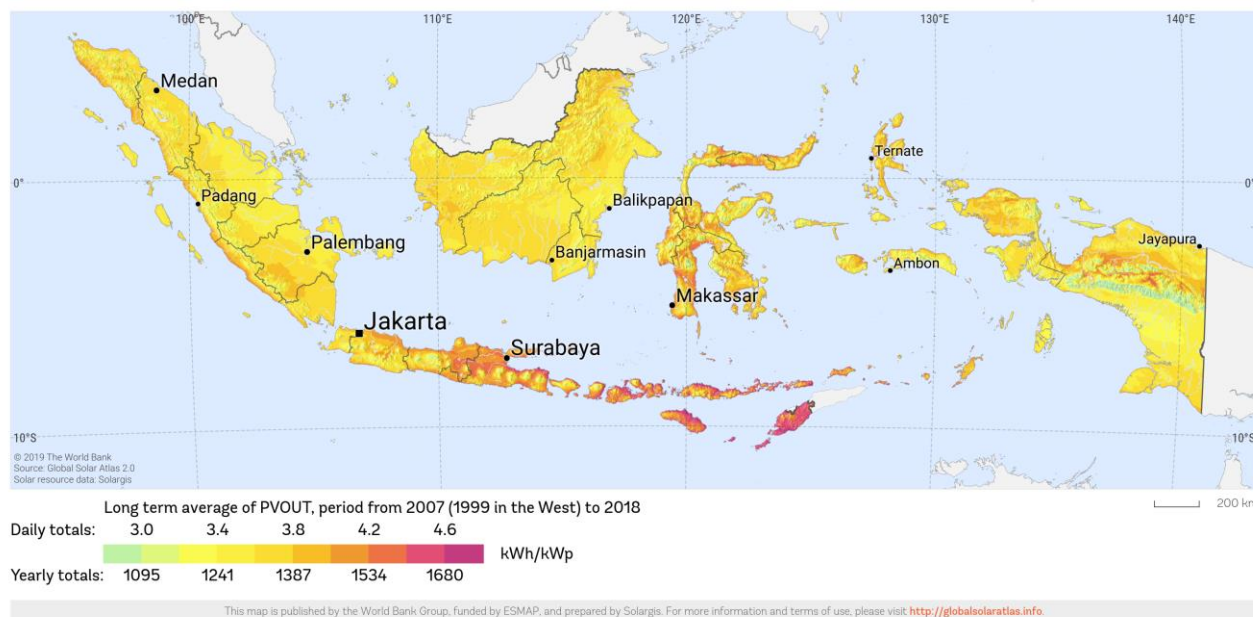 100°E 110°E 120°E 130°E 140°E
Medan
Ternate
0° 0°
Padang
Balikpapan
Palembang
Banjarmasin
Jayapura
Ambon
Makassar
Jakarta
Surabaya
10°S 10°S
© 2019 The World Bank
Source: Global Solar Atlas 2.0
Solar resource data: Solargis
Long term average of PVOUT, period from 2007 (1999 in the West) to 2018
200 km
Daily totals: 3.0 3.4 3.8 4.2 4.6
kWh/kWp
Yearly totals: 1095 1241 1387 1534 1680
This map is published by the World Bank Group, funded by ESMAP, and prepared by Solargis. For more information and terms of use, please visit http://globalsolaratlas.info.